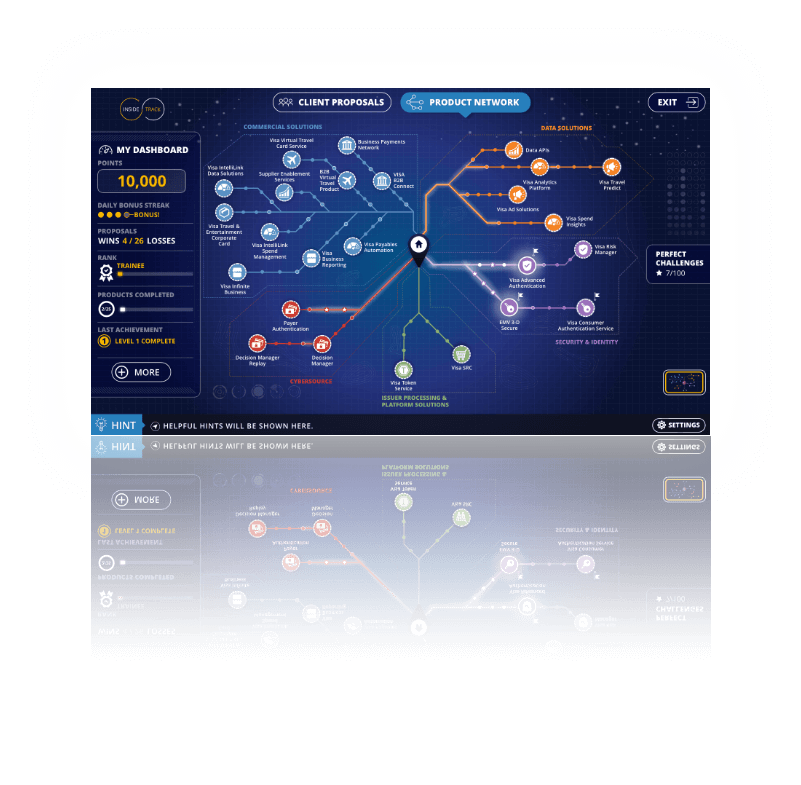 INSIDE TRACK
CLIENT PROPOSALS
PRODUCT NETWORK
EXIT
MY DASHBOARD
POINTS
10,000
DAILY BONUS STREAK
BONUS!
PROPOSALS
WINS 4 / 26 LOSSES
RANK
TRAINEE
PRODUCTS COMPLETED
2/25
LAST ACHIEVEMENT
1 LEVEL 1 COMPLETE
MORE
COMMERCIAL SOLUTIONS
Visa Virtual Travel
Card Service
Business Payments
Network
Visa IntelliLink
Data Solutions
Supplier Enablement
Services
B2B
Virtual
Travel
Product
VISA
B2B
Connect
Visa Travel &
Entertainment
Corporate
Card
Visa IntelliLink
Spend
Management
Visa Payables
Automation
Visa
Business
Reporting
Visa Infinite
Business
DATA SOLUTIONS
Data APIs
Visa Analytics
Platform
Visa Travel
Predict
Visa Ad Solutions
Visa Spend
Insights
Visa Risk
Manager
Visa Advanced
Authentication
EMV 3-D
Secure
Visa Consumer
Authentication Service
SECURITY & IDENTITY
PERFECT
CHALLENGES
7/100
Payer
Authentication
Decision Manager
Replay
Decision
Manager
CYBERSOURCE
Visa Token
Service
Visa SRC
ISSUER PROCESSING &
PLATFORM SOLUTIONS
HINT
HELPFUL HINTS WILL BE SHOWN HERE.
SETTINGS